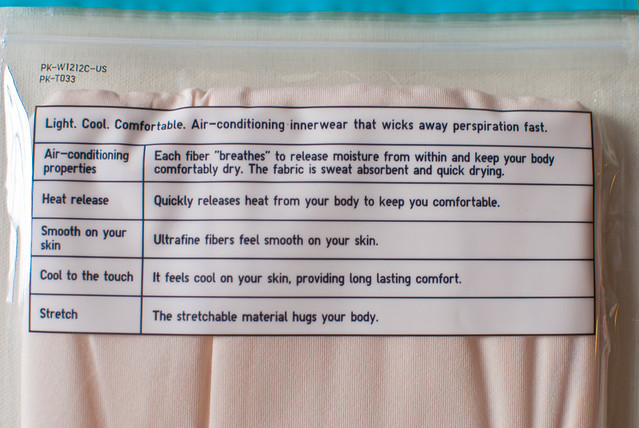 PK-W1212C-US
PK-T033
Light. Cool. Comfortable. Air-conditioning innerwear that wicks away perspiration fast.
Air-conditioning properties
Each fiber "breathes" to release moisture from within and keep your body
comfortably dry. The fabric is sweat absorbent and quick drying.
Heat release
Quickly releases heat from your body to keep you comfortable.
Smooth on your
skin
Ultrafine fibers feel smooth on your skin.
Cool to the touch
It feels cool on your skin, providing long lasting comfort.
Stretch
The stretchable material hugs your body.